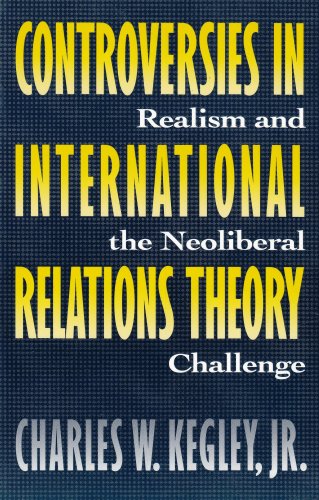 CONTROVERSIES IN
Realism and
INTERNATIONAL
the Neoliberal
RELATIONS THEORY
Challenge
CHARLES W. KEGLEY, JR.